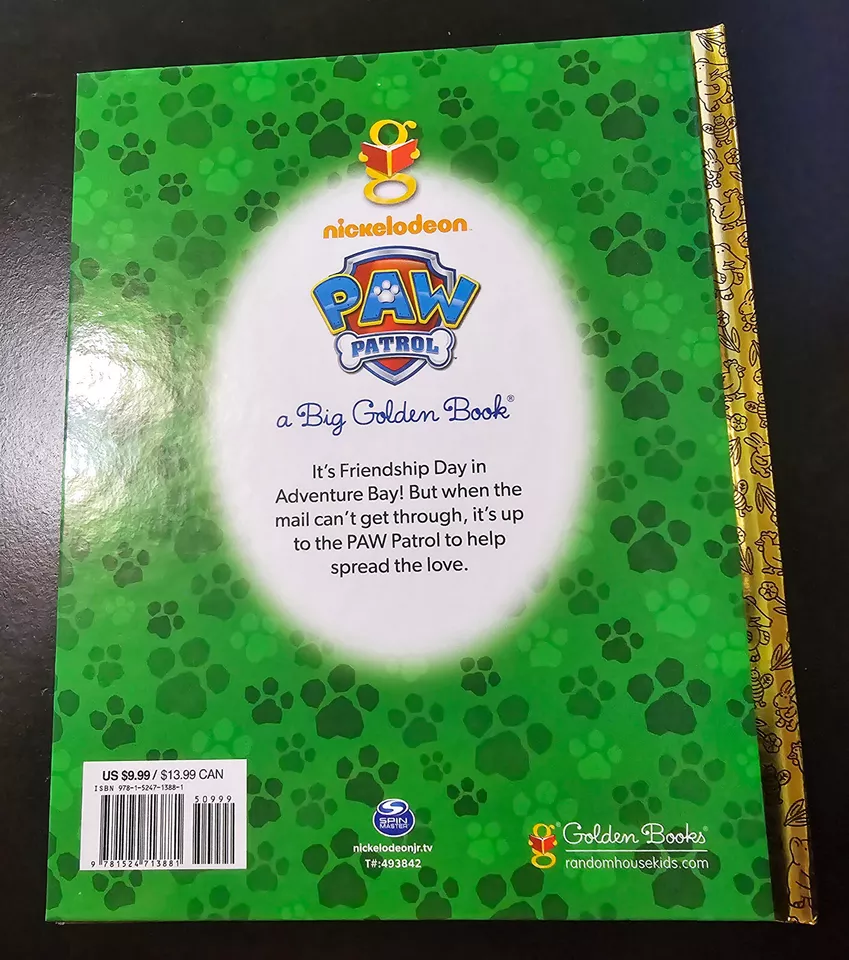 g
nickelodeon
PAW
PATROL
a Big Golden Book®
It's Friendship Day in
Adventure Bay! But when the
mail can't get through, it's up
to the PAW Patrol to help
spread the love.
US $9.99 / $13.99 CAN
ISBN 978-1-5247-1388-1
50999
9 781524 713881
SPIN
MASTER
nickelodeonjr.tv
T#:493842
g Golden Books®
randomhousekids.com